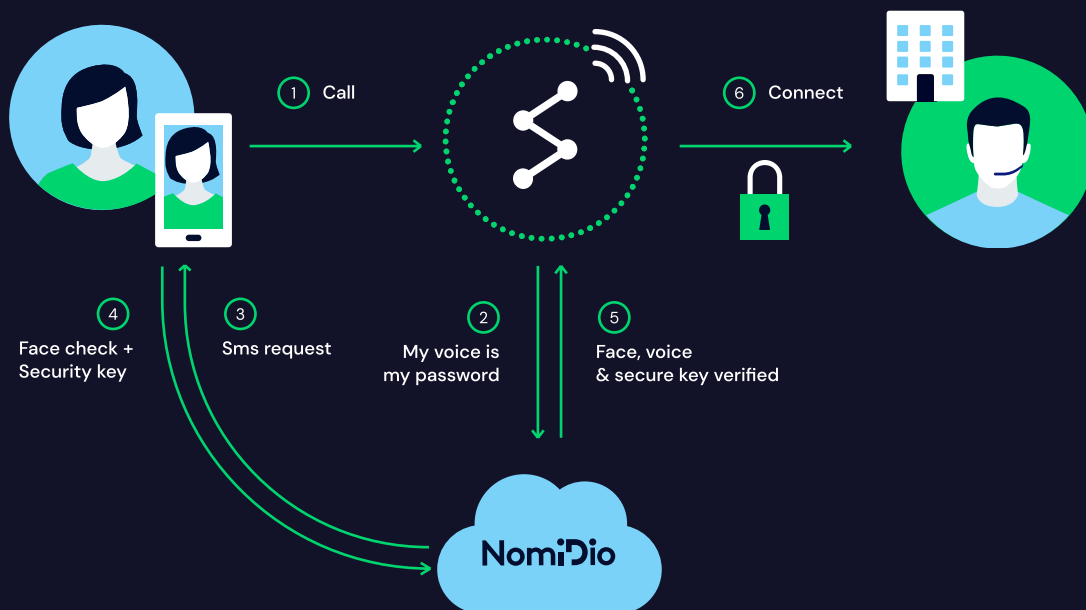 1 Call
6 Connect
4
Face check +
Security key
3
Sms request
2
My voice is
my password
5
Face, voice
& secure key verified
NomiDio